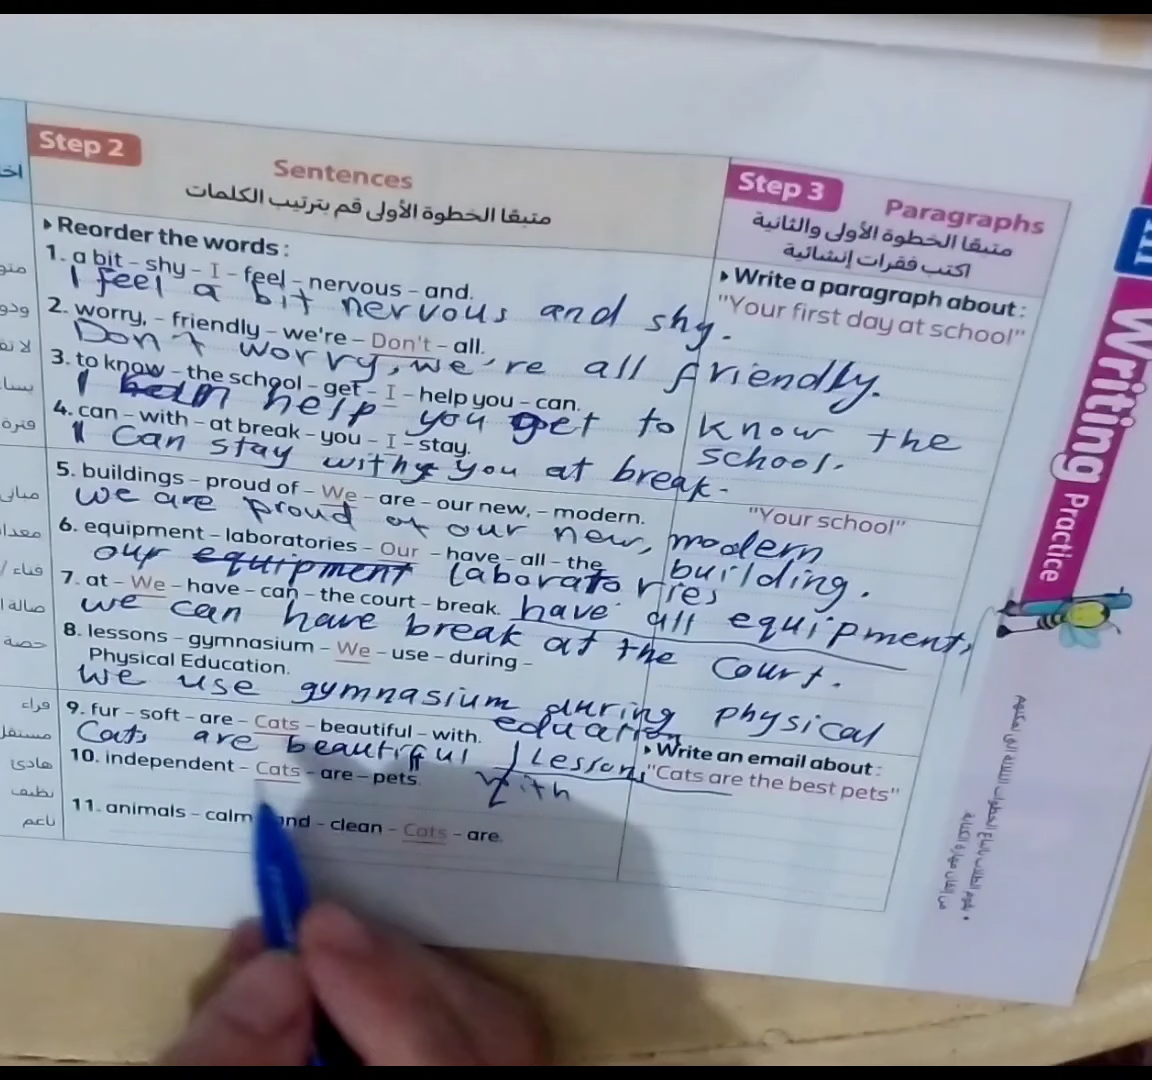 Step 2
Sentences
متبعًا الخطوة الأولى قم بترتيب الكلمات
Step 3
Paragraphs
متبعًا الخطوة الأولى والثانية
اكتب فقرات إنشائية
Reorder the words :
1. a bit – shy – I – feel – nervous – and.
I feel a bit nervous and shy.
2. worry, – friendly – we're – Don't – all.
Don't worry, we're all friendly.
3. to know – the school – get – I – help you – can.
I can help you get to know the
school.
4. can – with – at break – you – I – stay.
I can stay with you at break.
5. buildings – proud of – We – are – our new, – modern.
we are proud of our new, modern
building.
6. equipment – laboratories – Our – have – all – the
our equipment laboratories
have all equipment,
7. at – We – have – can – the court – break.
we can have break at the court.
8. lessons – gymnasium – We – use – during –
Physical Education.
we use gymnasium during physical
education
lesson
9. fur – soft – are – Cats – beautiful – with.
Cats are beautiful
with
10. independent – Cats – are – pets.
11. animals – calm – and – clean – Cats – are.
Write a paragraph about :
"Your first day at school"
"Your school"
Write an email about :
"Cats are the best pets"
Writing Practice